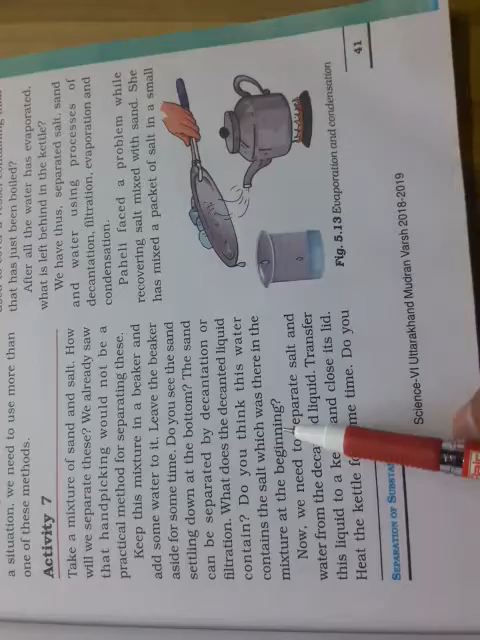 a situation, we need to use more than
one of these methods.
Activity 7
Take a mixture of sand and salt. How
will we separate these? We already saw
that handpicking would not be a
practical method for separating these.
Keep this mixture in a beaker and
add some water to it. Leave the beaker
aside for some time. Do you see the sand
settling down at the bottom? The sand
can be separated by decantation or
filtration. What does the decanted liquid
contain? Do you think this water
contains the salt which was there in the
mixture at the beginning?
Now, we need to separate salt and
water from the liquid. Transfer
this liquid to a and close its lid.
Heat the kettle time. Do you
that has just been boiled?
After all the water has evaporated,
what is left behind in the kettle?
We have thus, separated salt, sand
and water using processes of
decantation, filtration, evaporation and
condensation.
Paheli faced a problem while
recovering salt mixed with sand. She
has mixed a packet of salt in a small
Fig. 5.13 Evaporation and condensation
SEPARATION OF
41
Science-VI Uttarakhand Mudran Varsh 2018-2019